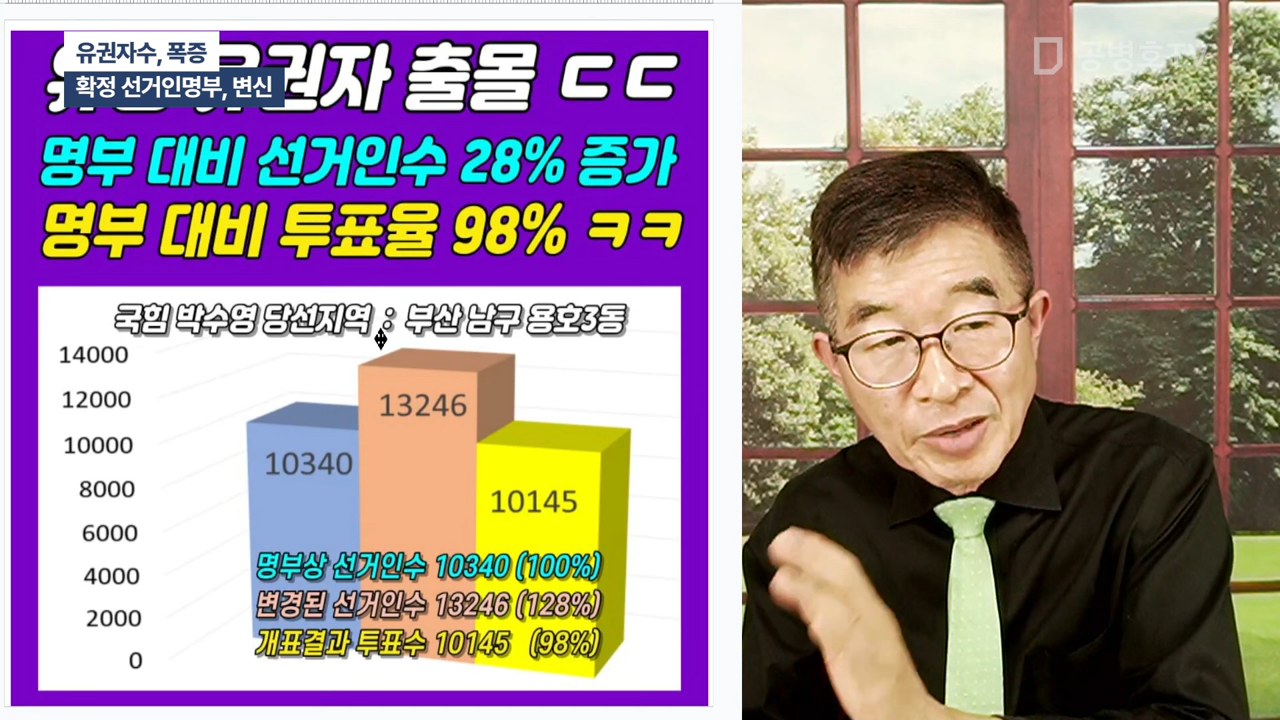 유권자수, 폭증
확정 선거인명부, 변신
유권자 출몰 ㄷㄷ
명부 대비 선거인수 28% 증가
명부 대비 투표율 98% ㅋㅋ
국힘 박수영 당선지역 : 부산 남구 용호3동
14000
12000
10000
8000
6000
4000
2000
0
10340
13246
10145
명부상 선거인수 10340 (100%)
변경된 선거인수 13246 (128%)
개표결과 투표수 10145 (98%)
공병호